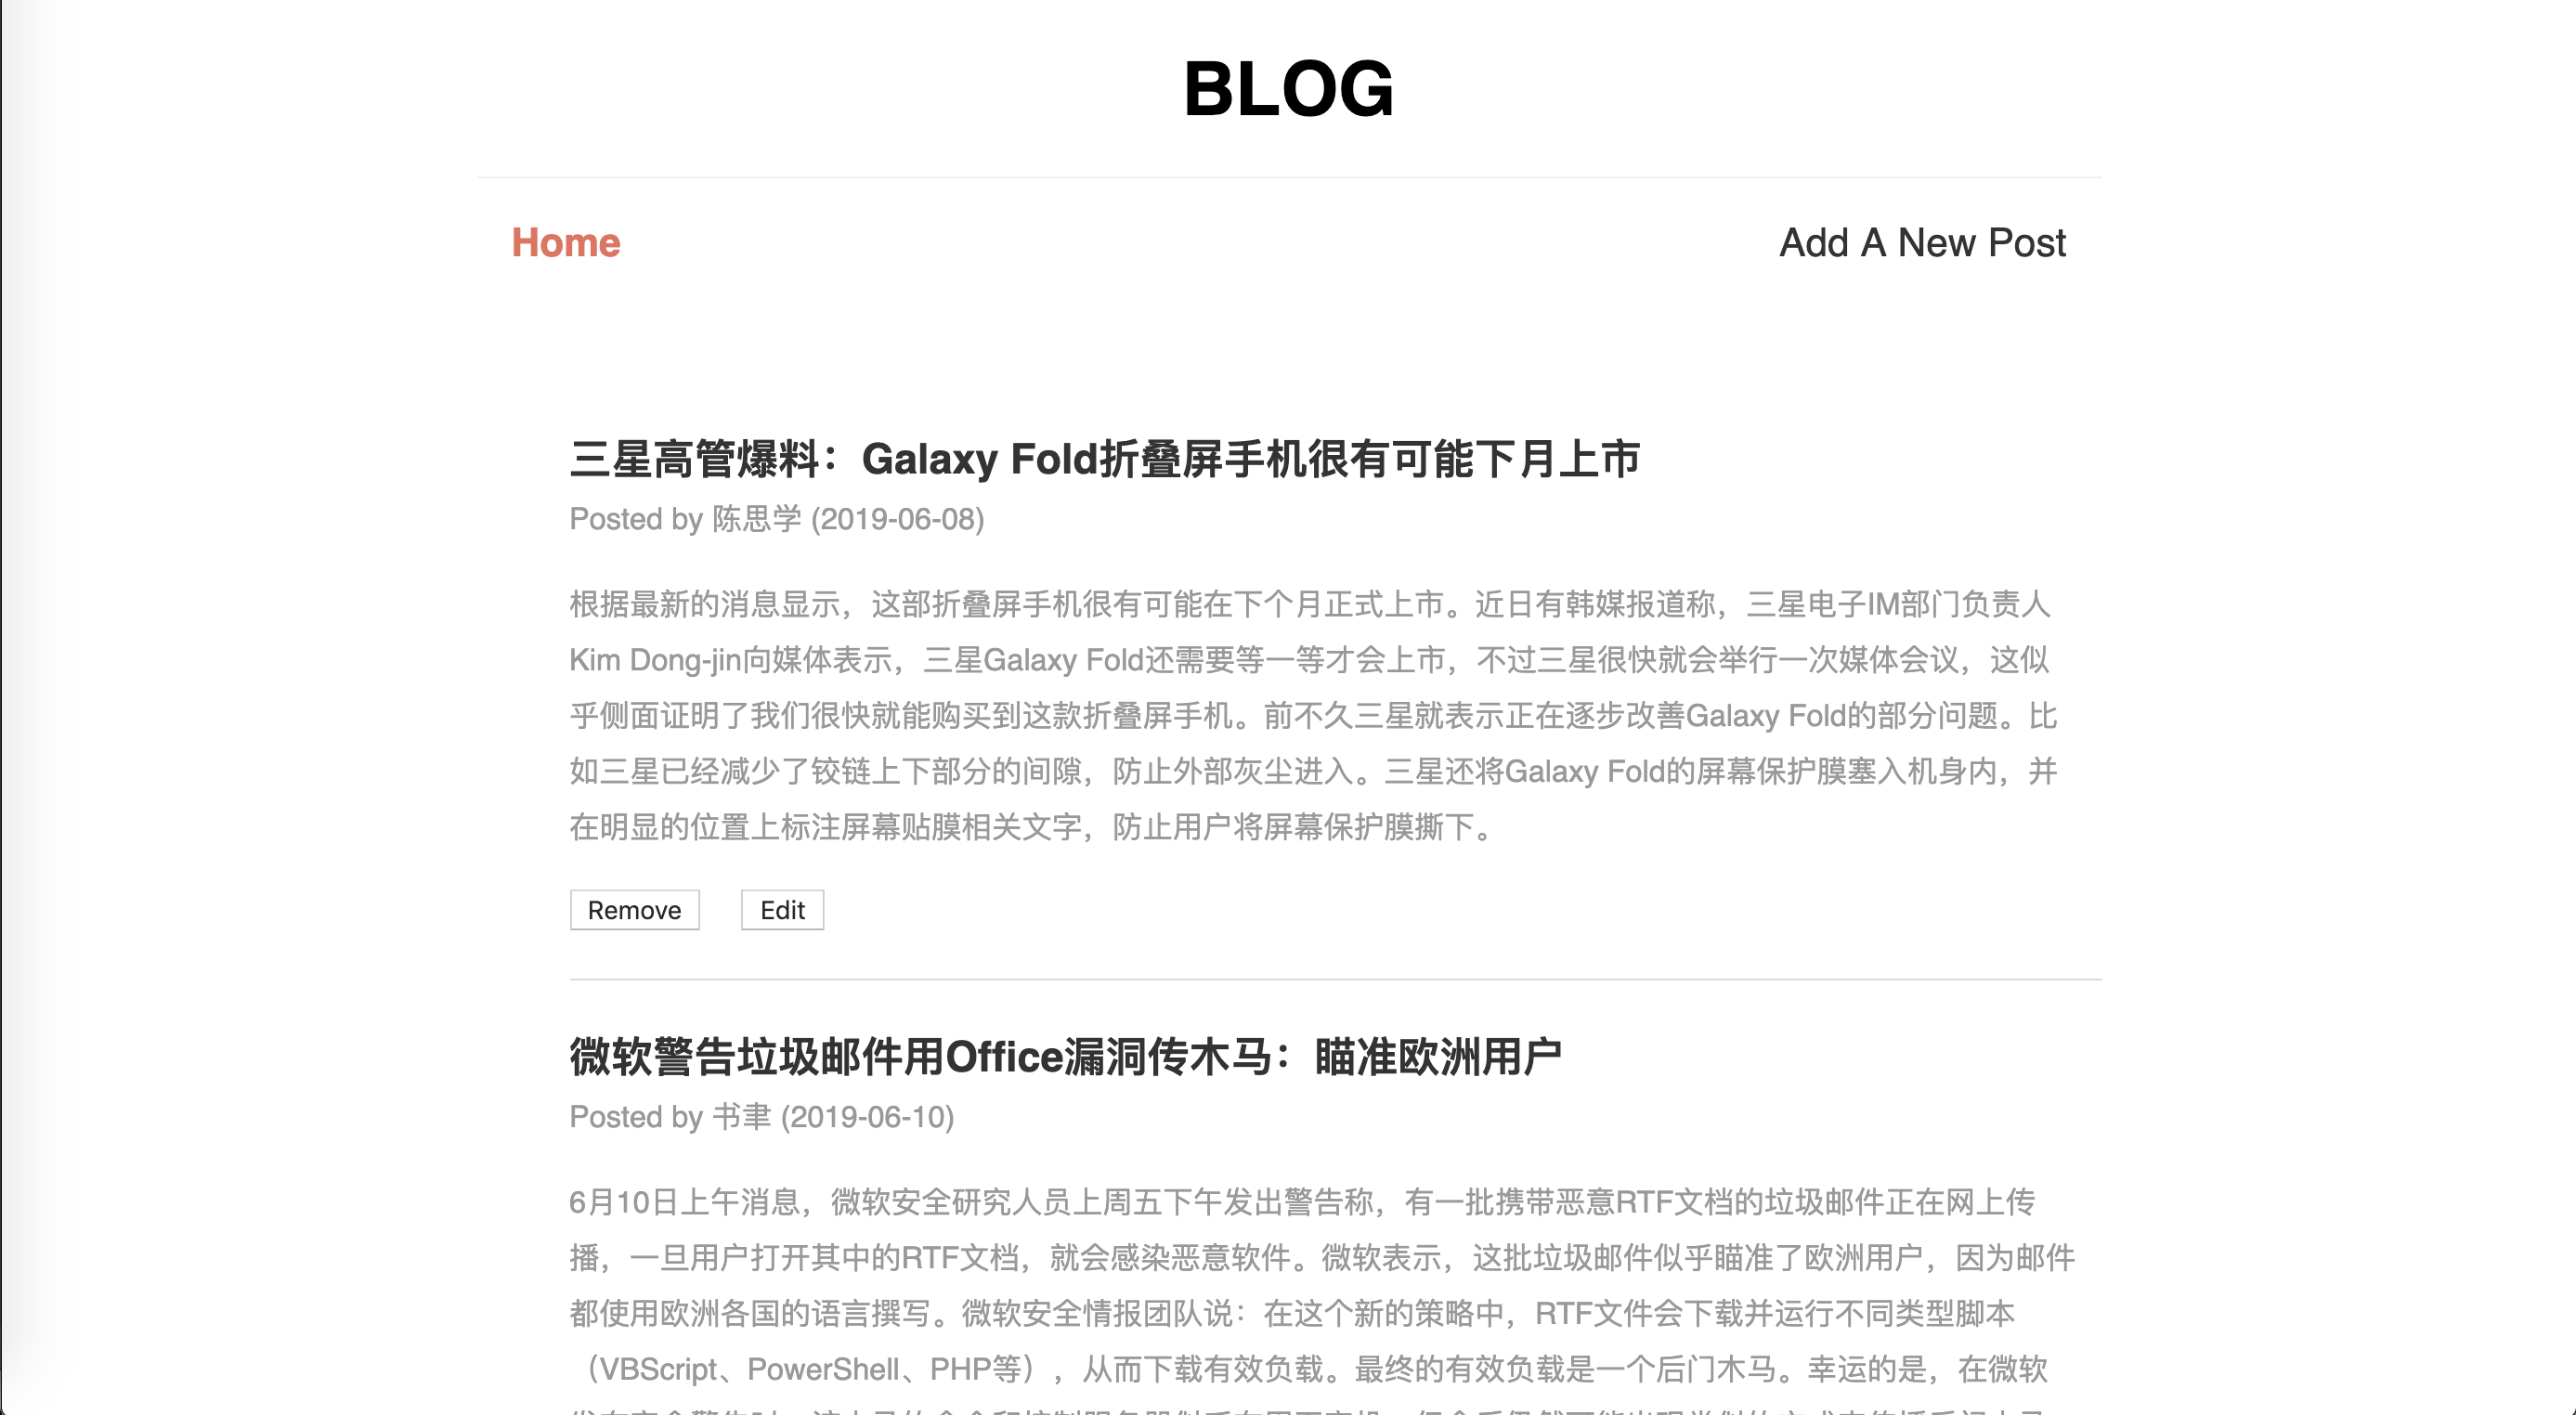 BLOG
Home
Add A New Post
三星高管爆料：Galaxy Fold折叠屏手机很有可能下月上市
Posted by 陈思学 (2019-06-08)
根据最新的消息显示，这部折叠屏手机很有可能在下个月正式上市。近日有韩媒报道称，三星电子IM部门负责人
Kim Dong-jin向媒体表示，三星Galaxy Fold还需要等一等才会上市，不过三星很快就会举行一次媒体会议，这似
乎侧面证明了我们很快就能购买到这款折叠屏手机。前不久三星就表示正在逐步改善Galaxy Fold的部分问题。比
如三星已经减少了铰链上下部分的间隙，防止外部灰尘进入。三星还将Galaxy Fold的屏幕保护膜塞入机身内，并
在明显的位置上标注屏幕贴膜相关文字，防止用户将屏幕保护膜撕下。
Remove
Edit
微软警告垃圾邮件用Office漏洞传木马：瞄准欧洲用户
Posted by 书聿 (2019-06-10)
6月10日上午消息，微软安全研究人员上周五下午发出警告称，有一批携带恶意RTF文档的垃圾邮件正在网上传
播，一旦用户打开其中的RTF文档，就会感染恶意软件。微软表示，这批垃圾邮件似乎瞄准了欧洲用户，因为邮件
都使用欧洲各国的语言撰写。微软安全情报团队说：在这个新的策略中，RTF文件会下载并运行不同类型脚本
（VBScript、PowerShell、PHP等），从而下载有效负载。最终的有效负载是一个后门木马。幸运的是，在微软